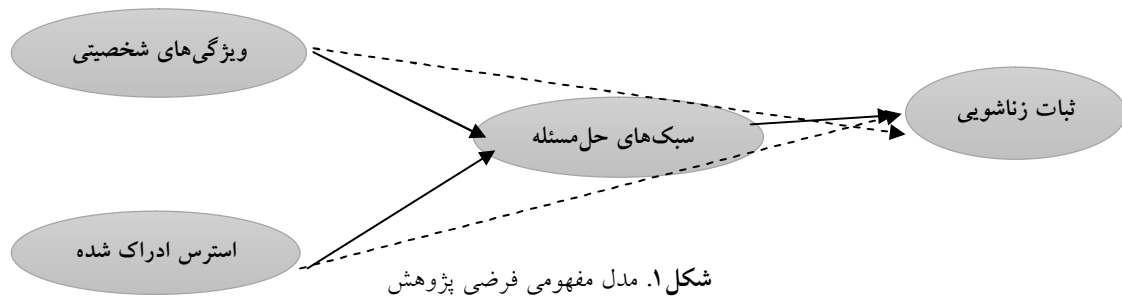 ویژگی‌های شخصیتی
ثبات زناشویی
سبک‌های حل‌مسئله
استرس ادراک شده
شکل۱. مدل مفهومی فرضی پژوهش